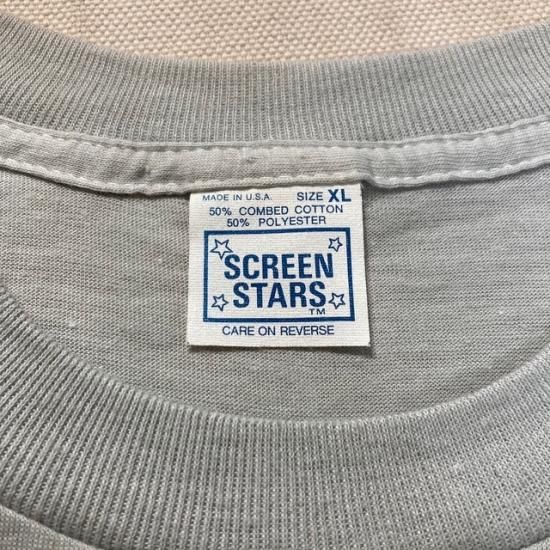 MADE IN U.S.A. SIZE XL
50% COMBED COTTON
50% POLYESTER
SCREEN
STARS
TM
CARE ON REVERSE